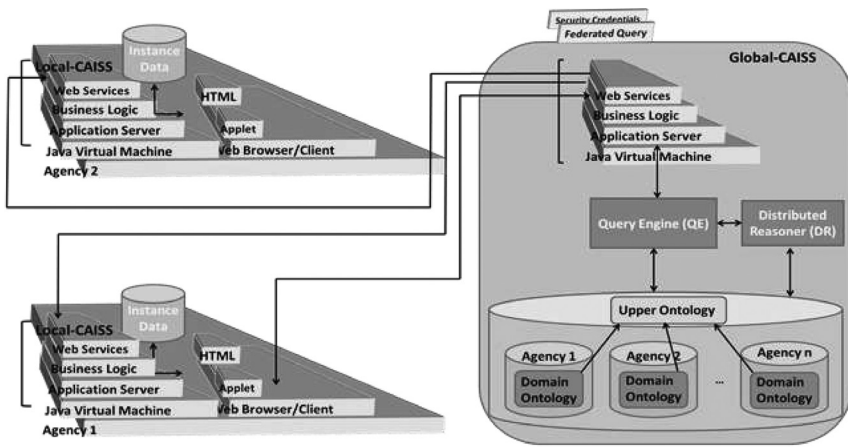 Security Credentials
Federated Query
Global-CAISS
Web Services
Business Logic
Application Server
Java Virtual Machine
Query Engine (QE)
Distributed
Reasoner (DR)
Upper Ontology
Agency 1
Domain
Ontology
Agency 2
Domain
Ontology
...
Agency n
Domain
Ontology
Instance
Data
Local-CAISS
Web Services
Business Logic
Application Server
Java Virtual Machine
HTML
Applet
Web Browser/Client
Agency 2
Instance
Data
Local-CAISS
Web Services
Business Logic
Application Server
Java Virtual Machine
HTML
Applet
Web Browser/Client
Agency 1